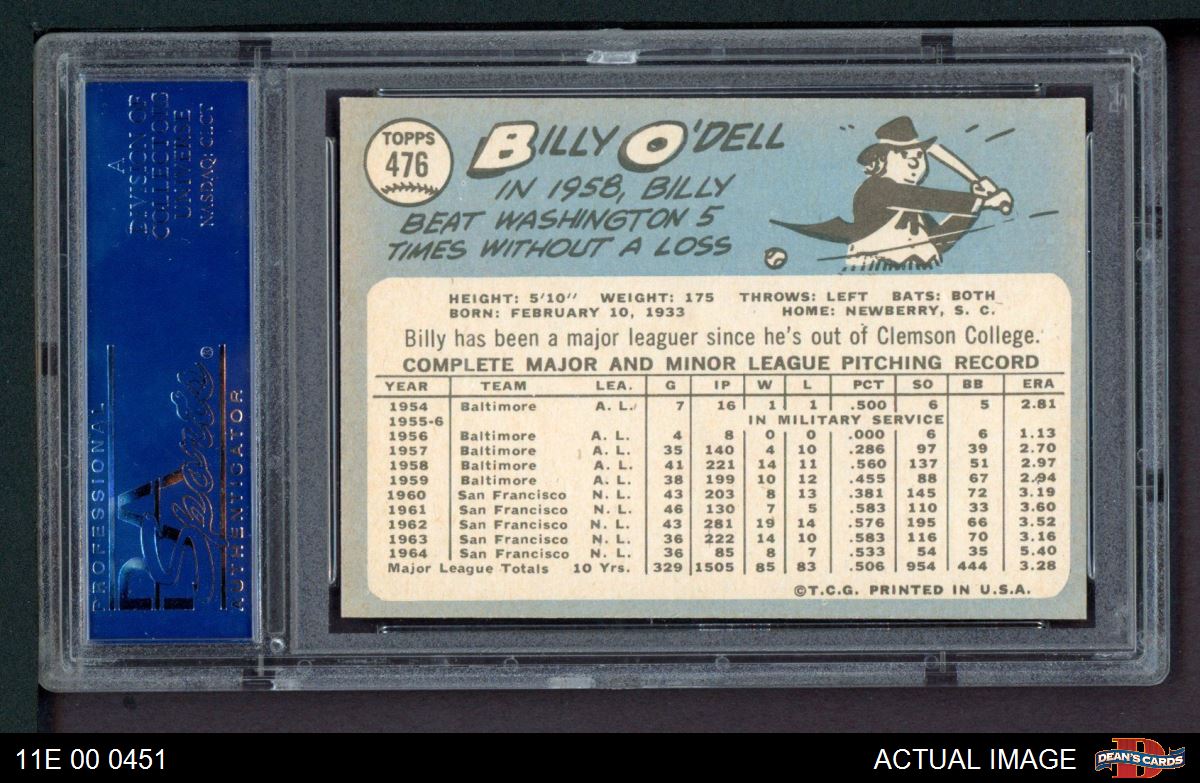 A
DIVISION OF
COLLECTORS
UNIVERSE
NASDAQ: CLCT
PROFESSIONAL
PSA
Sports®
AUTHENTICATOR
TOPPS
476
BILLY O'DELL
IN 1958, BILLY
BEAT WASHINGTON 5
TIMES WITHOUT A LOSS
HEIGHT: 5'10" WEIGHT: 175 THROWS: LEFT BATS: BOTH
BORN: FEBRUARY 10, 1933 HOME: NEWBERRY, S. C.
Billy has been a major leaguer since he's out of Clemson College.
COMPLETE MAJOR AND MINOR LEAGUE PITCHING RECORD
YEAR TEAM LEA. G IP W L PCT SO BB ERA
1954 Baltimore A. L. 7 16 1 1 .500 6 5 2.81
1955-6 IN MILITARY SERVICE
1956 Baltimore A. L. 4 8 0 0 .000 6 6 1.13
1957 Baltimore A. L. 35 140 4 10 .286 97 39 2.70
1958 Baltimore A. L. 41 221 14 11 .560 137 51 2.97
1959 Baltimore A. L. 38 199 10 12 .455 88 67 2.94
1960 San Francisco N. L. 43 203 8 13 .381 145 72 3.19
1961 San Francisco N. L. 46 130 7 5 .583 110 33 3.60
1962 San Francisco N. L. 43 281 19 14 .576 195 66 3.52
1963 San Francisco N. L. 36 222 14 10 .583 116 70 3.16
1964 San Francisco N. L. 36 85 8 7 .533 54 35 5.40
Major League Totals 10 Yrs. 329 1505 85 83 .506 954 444 3.28
©T.C.G. PRINTED IN U.S.A.
11E 00 0451
ACTUAL IMAGE
D
DEAN'S CARDS